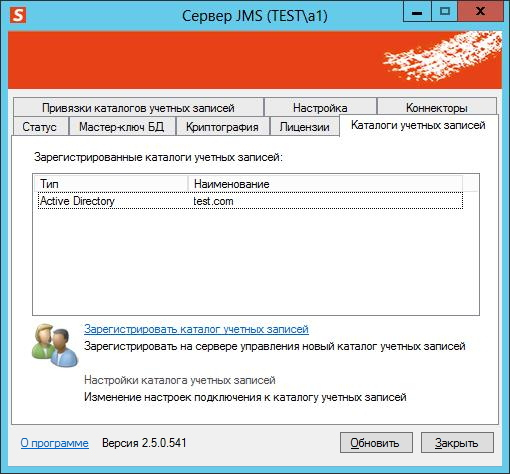 S
Сервер JMS (TEST\a1)
Привязки каталогов учетных записей
Настройка
Коннекторы
Статус
Мастер-ключ БД
Криптография
Лицензии
Каталоги учетных записей
Зарегистрированные каталоги учетных записей:
Тип
Наименование
Active Directory
test.com
Зарегистрировать каталог учетных записей
Зарегистрировать на сервере управления новый каталог учетных записей
Настройки каталога учетных записей
Изменение настроек подключения к каталогу учетных записей
О программе
Версия 2.5.0.541
Обновить
Закрыть